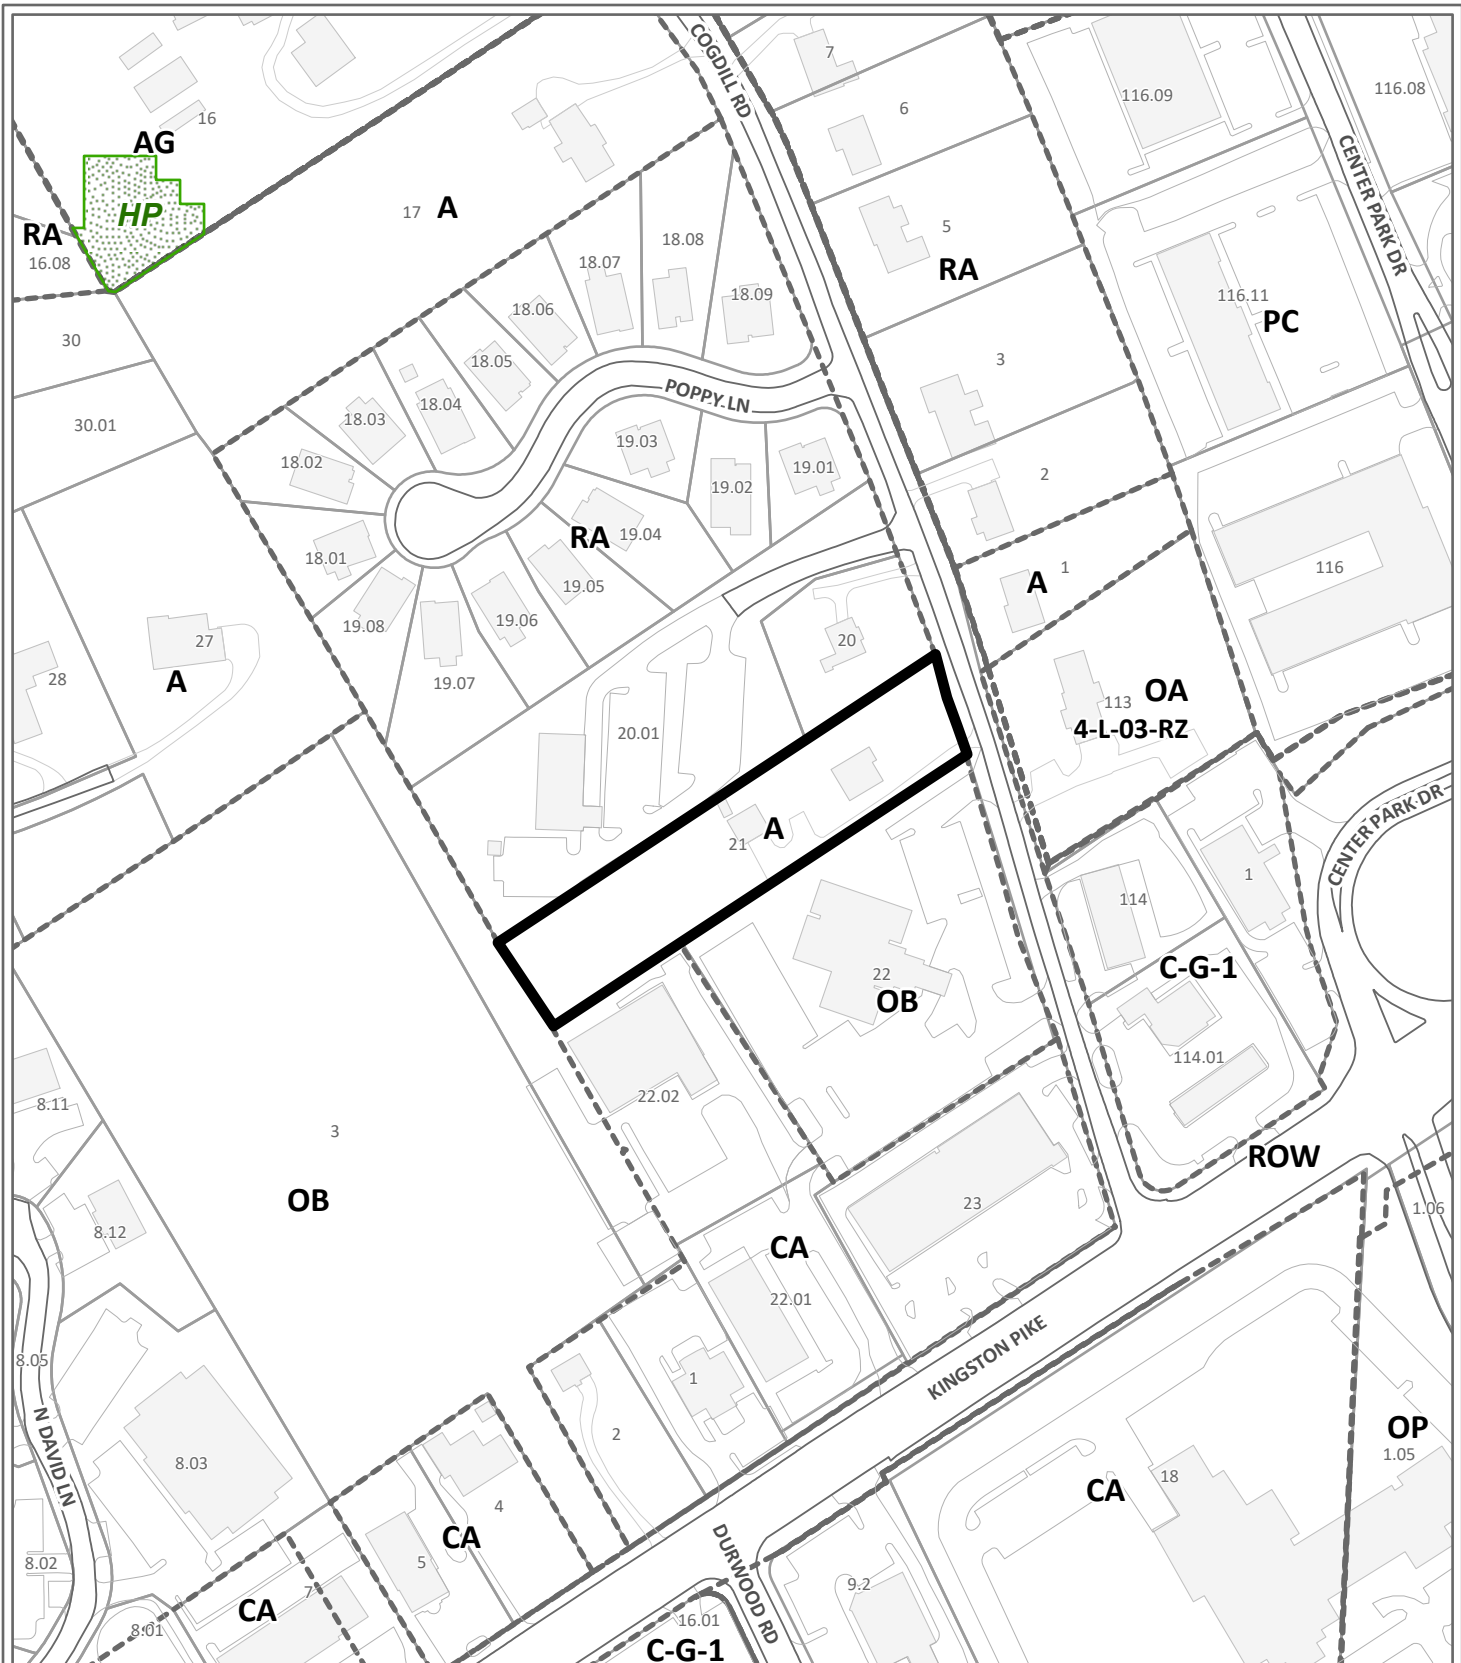 COGDILL RD
7
16
AG
6
116.09
116.08
CENTER PARK DR
HP
17
A
RA
16.08
18.08
5
RA
18.07
18.09
116.11
PC
18.06
30
18.05
3
POPPY LN
18.04
18.03
30.01
19.03
18.02
19.01
2
19.02
RA
19.04
18.01
19.05
1
A
116
19.06
19.08
27
20
28
A
19.07
OA
113
4-L-03-RZ
20.01
CENTER PARK DR
A
21
1
114
C-G-1
22
OB
114.01
22.02
8.11
3
ROW
OB
23
1.06
8.12
CA
22.01
8.05
KINGSTON PIKE
1
N DAVID LN
2
OP
1.05
8.03
18
CA
4
CA
5
8.02
DURWOOD RD
7
9.2
CA
8.01
16.01
C-G-1